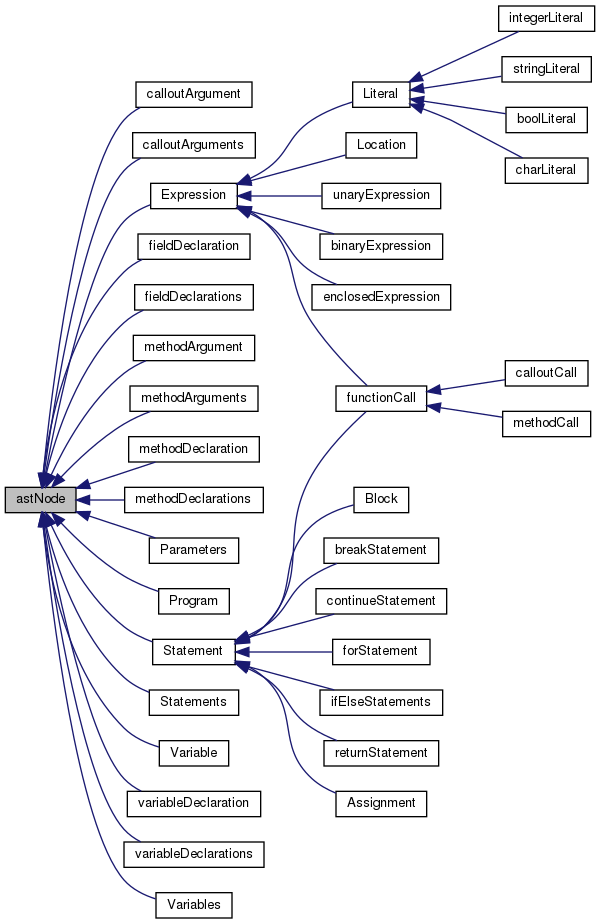 integerLiteral
stringLiteral
boolLiteral
charLiteral
Literal
Location
unaryExpression
binaryExpression
enclosedExpression
functionCall
calloutCall
methodCall
calloutArgument
calloutArguments
Expression
fieldDeclaration
fieldDeclarations
methodArgument
methodArguments
methodDeclaration
methodDeclarations
astNode
Parameters
Program
Statement
Statements
Variable
variableDeclaration
variableDeclarations
Variables
Block
breakStatement
continueStatement
forStatement
ifElseStatements
returnStatement
Assignment